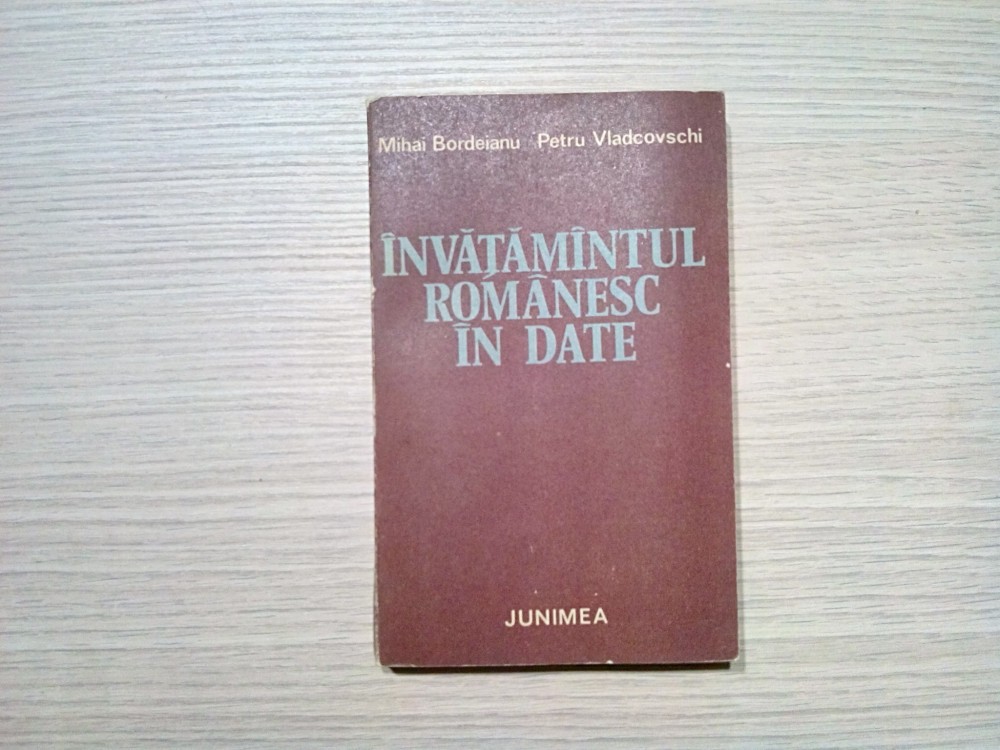 Mihai Bordeianu Petru Vladcovschi
ÎNVĂȚĂMÎNTUL
ROMÂNESC
ÎN DATE
JUNIMEA